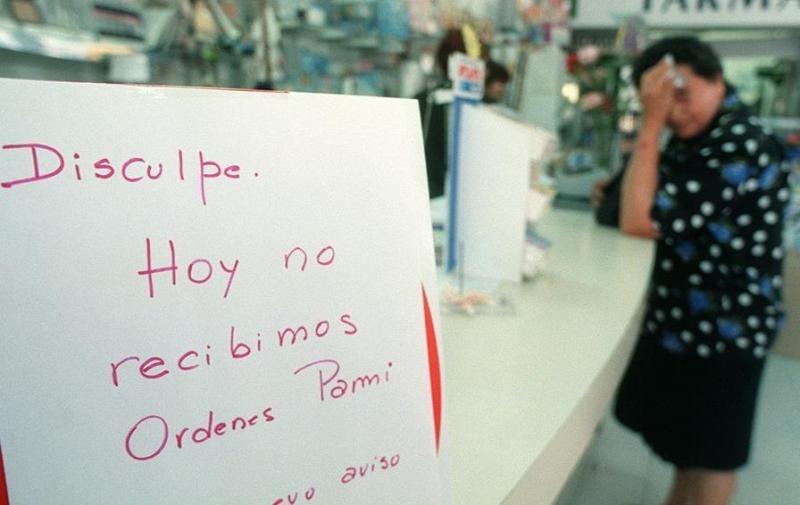 Disculpe.
Hoy no
recibimos
Ordenes Pami
aviso